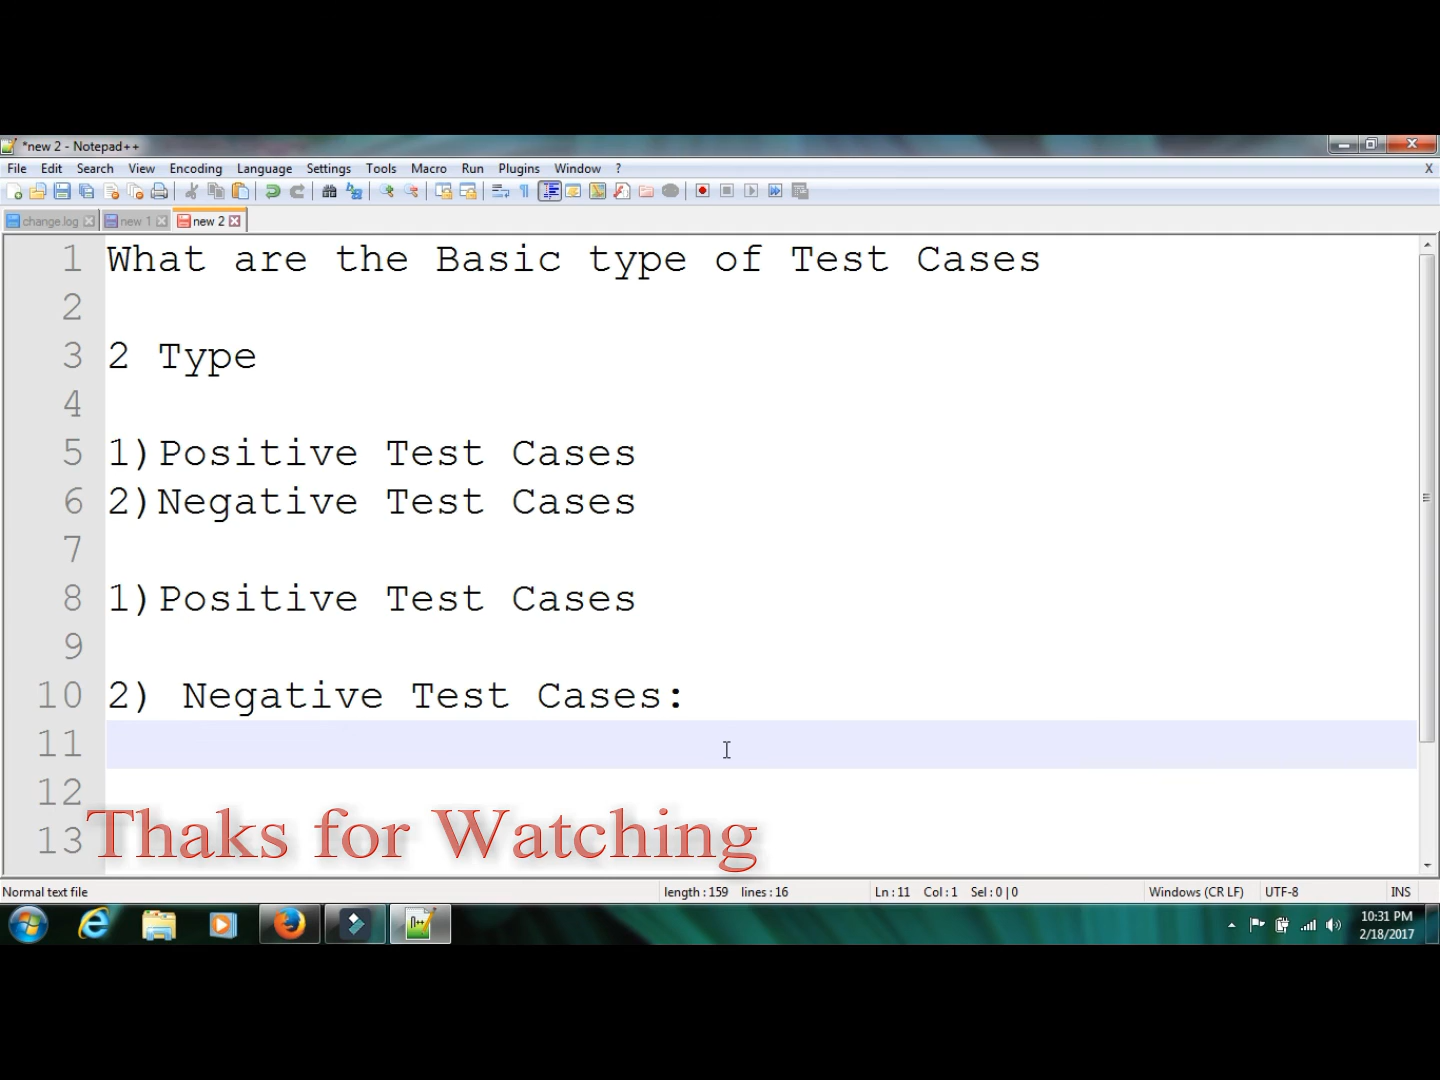 *new 2 - Notepad++
File Edit Search View Encoding Language Settings Tools Macro Run Plugins Window ? X
change.log new 1 new 2
1 What are the Basic type of Test Cases
2
3 2 Type
4
5 1)Positive Test Cases
6 2)Negative Test Cases
7
8 1)Positive Test Cases
9
10 2) Negative Test Cases:
11
12
13
Thaks for Watching
Normal text file length : 159 lines : 16 Ln : 11 Col : 1 Sel : 0 | 0 Windows (CR LF) UTF-8 INS
10:31 PM
2/18/2017